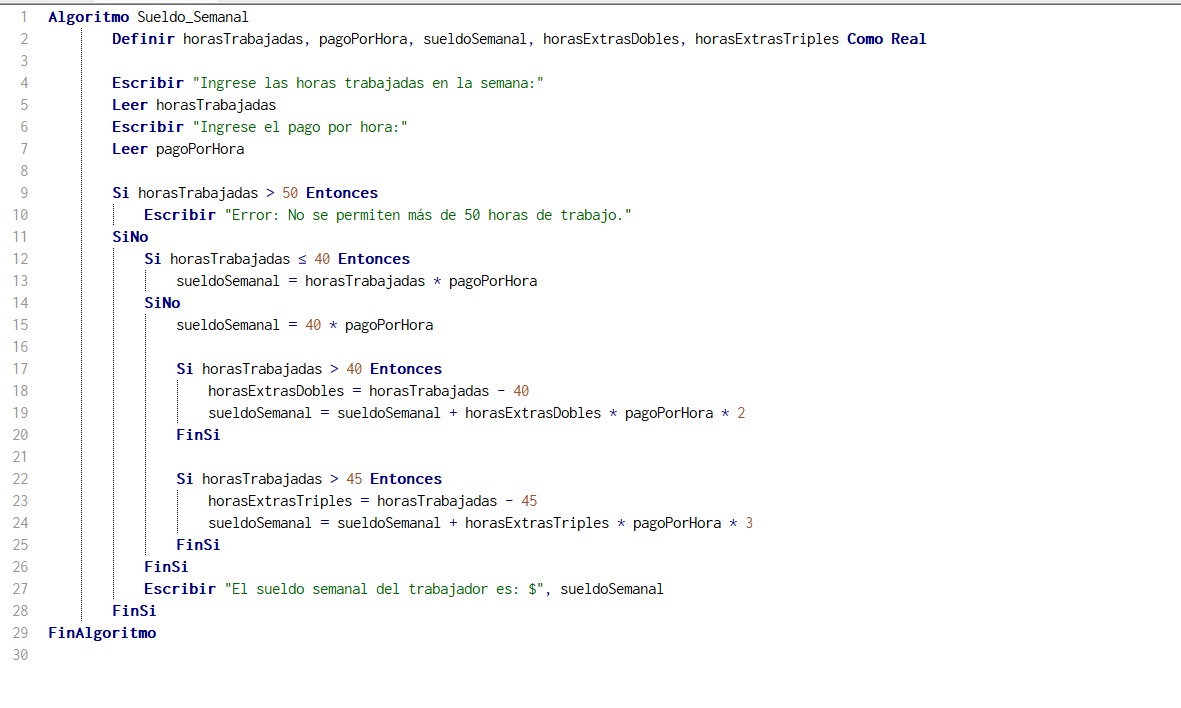 1 Algoritmo Sueldo_Semanal
2 Definir horasTrabajadas, pagoPorHora, sueldoSemanal, horasExtrasDobles, horasExtrasTriples Como Real
3
4 Escribir "Ingrese las horas trabajadas en la semana:"
5 Leer horasTrabajadas
6 Escribir "Ingrese el pago por hora:"
7 Leer pagoPorHora
8
9 Si horasTrabajadas > 50 Entonces
10 Escribir "Error: No se permiten más de 50 horas de trabajo."
11 SiNo
12 Si horasTrabajadas ≤ 40 Entonces
13 sueldoSemanal = horasTrabajadas * pagoPorHora
14 SiNo
15 sueldoSemanal = 40 * pagoPorHora
16
17 Si horasTrabajadas > 40 Entonces
18 horasExtrasDobles = horasTrabajadas - 40
19 sueldoSemanal = sueldoSemanal + horasExtrasDobles * pagoPorHora * 2
20 FinSi
21
22 Si horasTrabajadas > 45 Entonces
23 horasExtrasTriples = horasTrabajadas - 45
24 sueldoSemanal = sueldoSemanal + horasExtrasTriples * pagoPorHora * 3
25 FinSi
26 FinSi
27 Escribir "El sueldo semanal del trabajador es: $", sueldoSemanal
28 FinSi
29 FinAlgoritmo
30